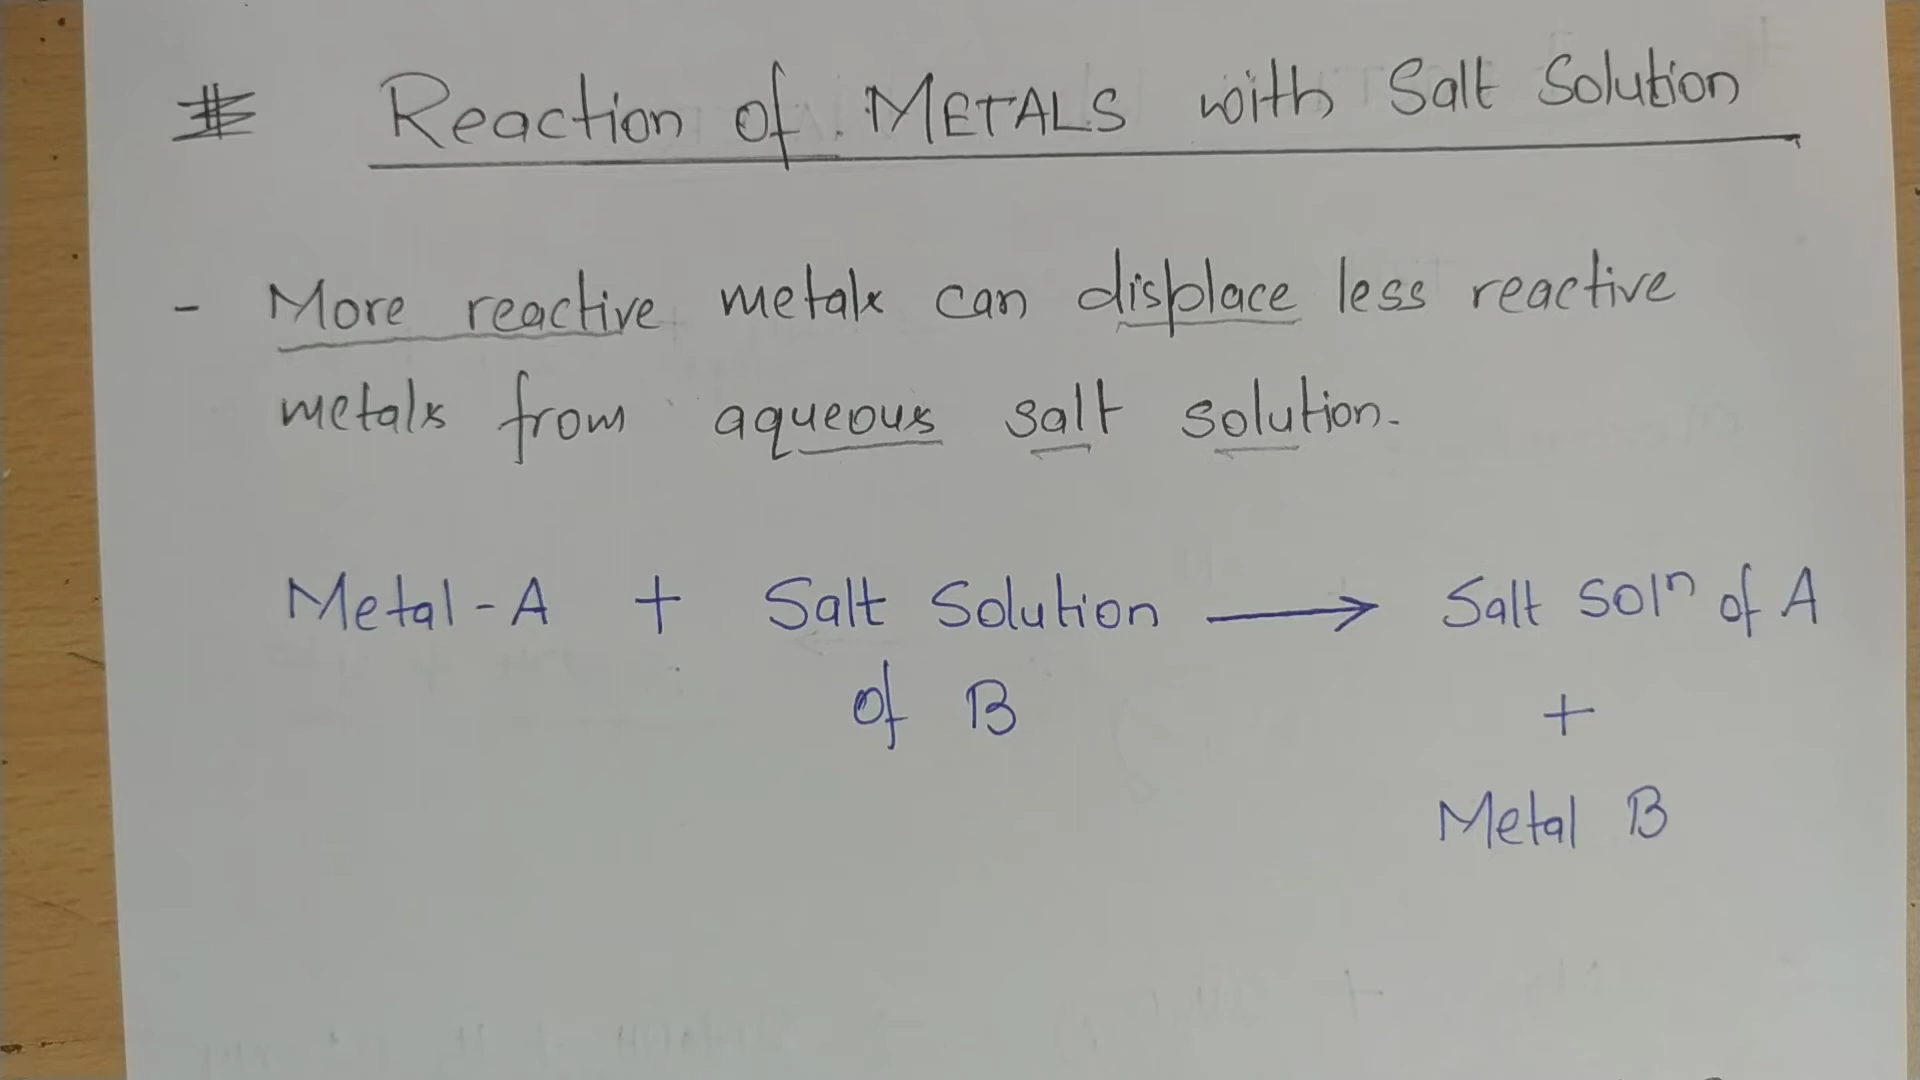 # Reaction of METALS with Salt Solution
- More reactive metals can displace less reactive
metals from aqueous salt solution.
Metal-A + Salt Solution ⟶ Salt Solⁿ of A
of B +
Metal B